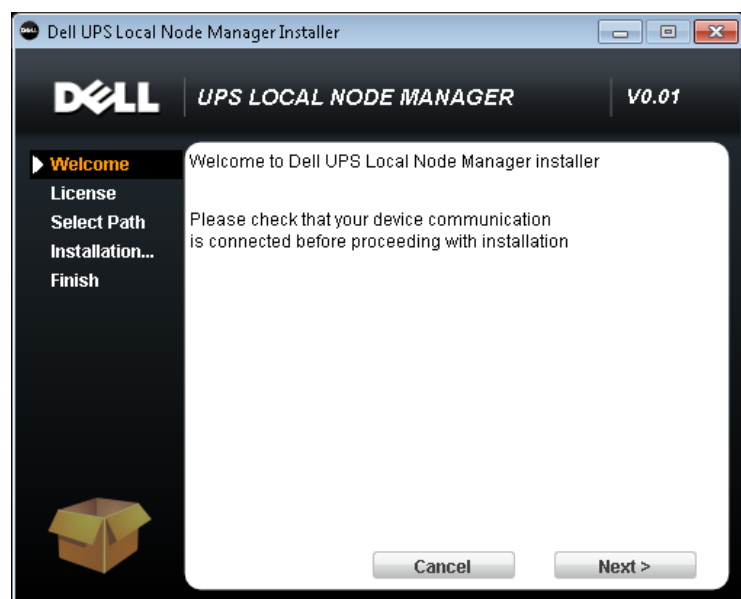 Dell UPS Local Node Manager Installer
DELL
UPS LOCAL NODE MANAGER
V0.01
Welcome
License
Select Path
Installation...
Finish
Welcome to Dell UPS Local Node Manager installer
Please check that your device communication
is connected before proceeding with installation
Cancel
Next >